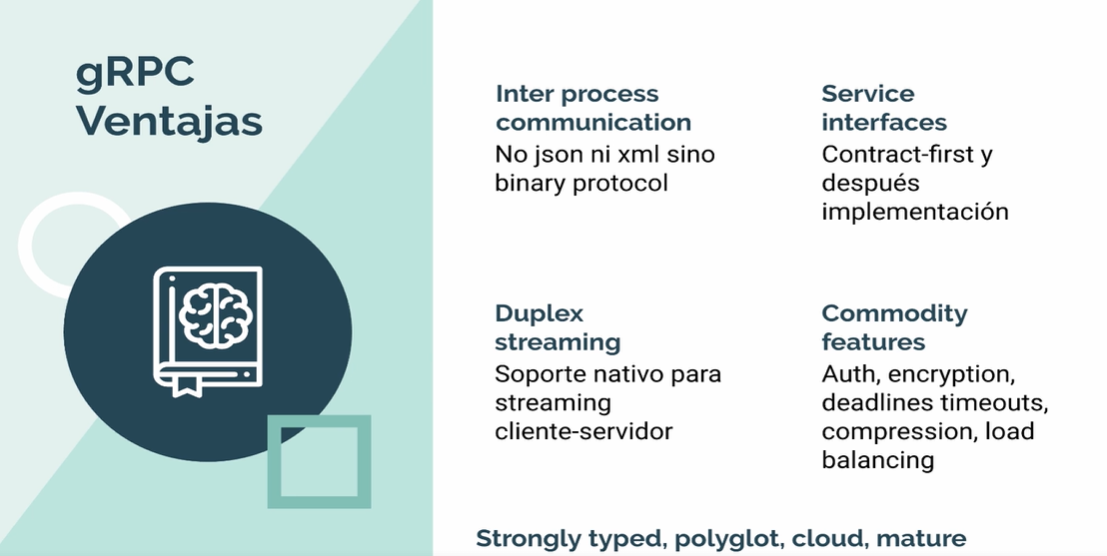 gRPC
Ventajas
Inter process
communication
No json ni xml sino
binary protocol
Service
interfaces
Contract-first y
después
implementación
Duplex
streaming
Soporte nativo para
streaming
cliente-servidor
Commodity
features
Auth, encryption,
deadlines timeouts,
compression, load
balancing
Strongly typed, polyglot, cloud, mature